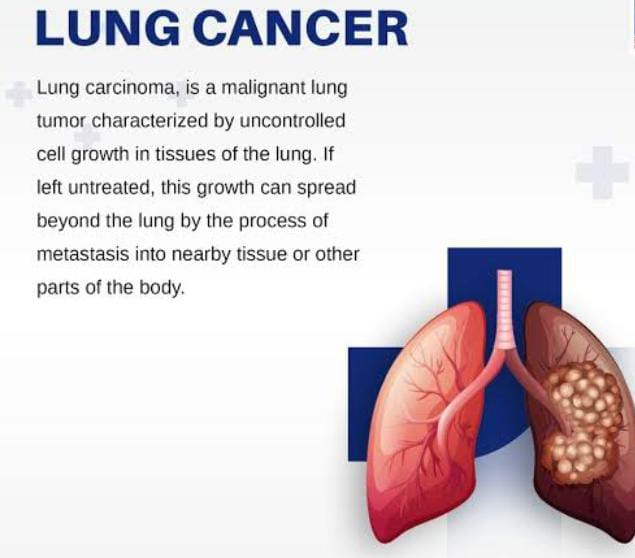 LUNG CANCER
Lung carcinoma, is a malignant lung
tumor characterized by uncontrolled
cell growth in tissues of the lung. If
left untreated, this growth can spread
beyond the lung by the process of
metastasis into nearby tissue or other
parts of the body.